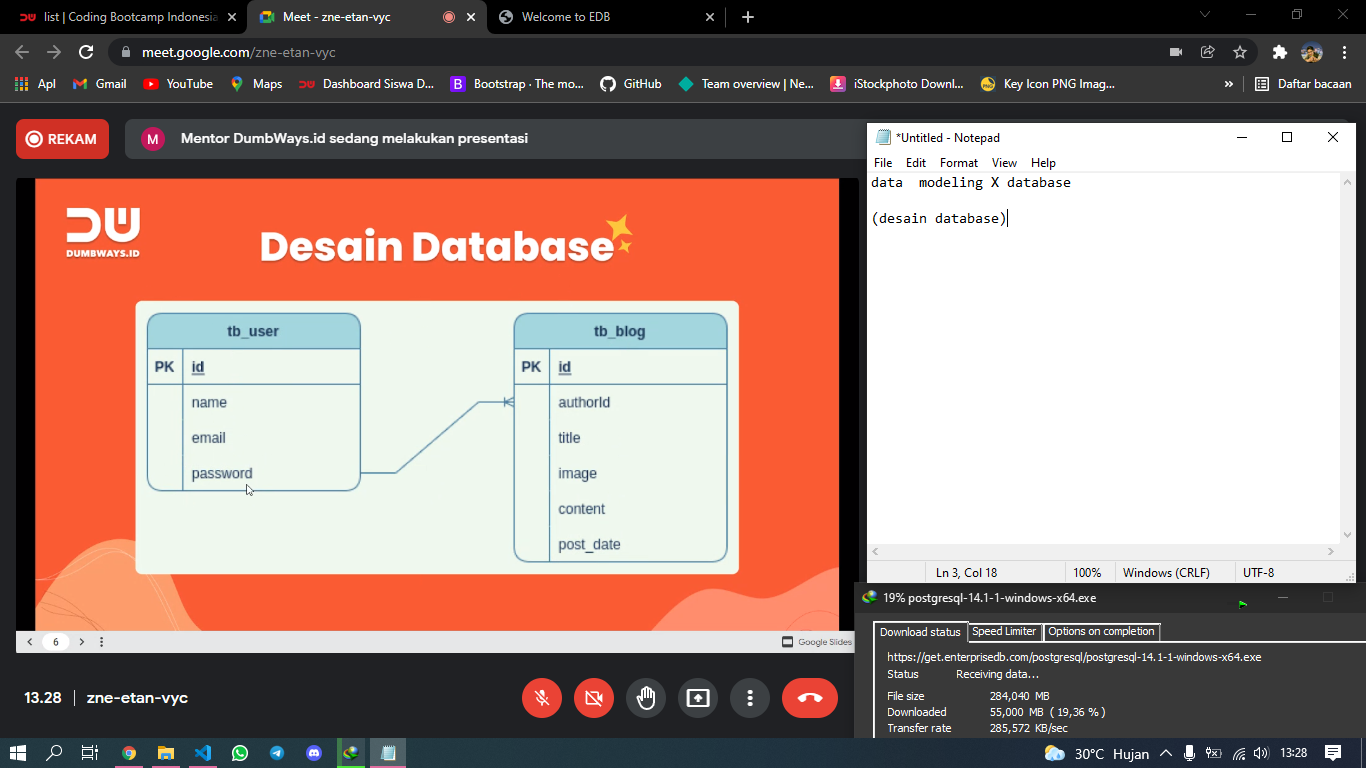 list | Coding Bootcamp Indonesia
Meet - zne-etan-vyc
Welcome to EDB
meet.google.com/zne-etan-vyc
Apl
Gmail
YouTube
Maps
Dashboard Siswa D...
Bootstrap · The mo...
GitHub
Team overview | Ne...
iStockphoto Downl...
Key Icon PNG Imag...
»
Daftar bacaan
REKAM
M
Mentor DumbWays.id sedang melakukan presentasi
DUMBWAYS.ID
Desain Database
tb_user
PK id
name
email
password
tb_blog
PK id
authorId
title
image
content
post_date
6
Google Slides
13.28 | zne-etan-vyc
*Untitled - Notepad
File Edit Format View Help
data  modeling X database
(desain database)
Ln 3, Col 18
100%
Windows (CRLF)
UTF-8
19% postgresql-14.1-1-windows-x64.exe
Download status
Speed Limiter
Options on completion
https://get.enterprisedb.com/postgresql/postgresql-14.1-1-windows-x64.exe
Status Receiving data...
File size 284,040 MB
Downloaded 55,000 MB ( 19,36 % )
Transfer rate 285,572 KB/sec
30°C Hujan
13:28